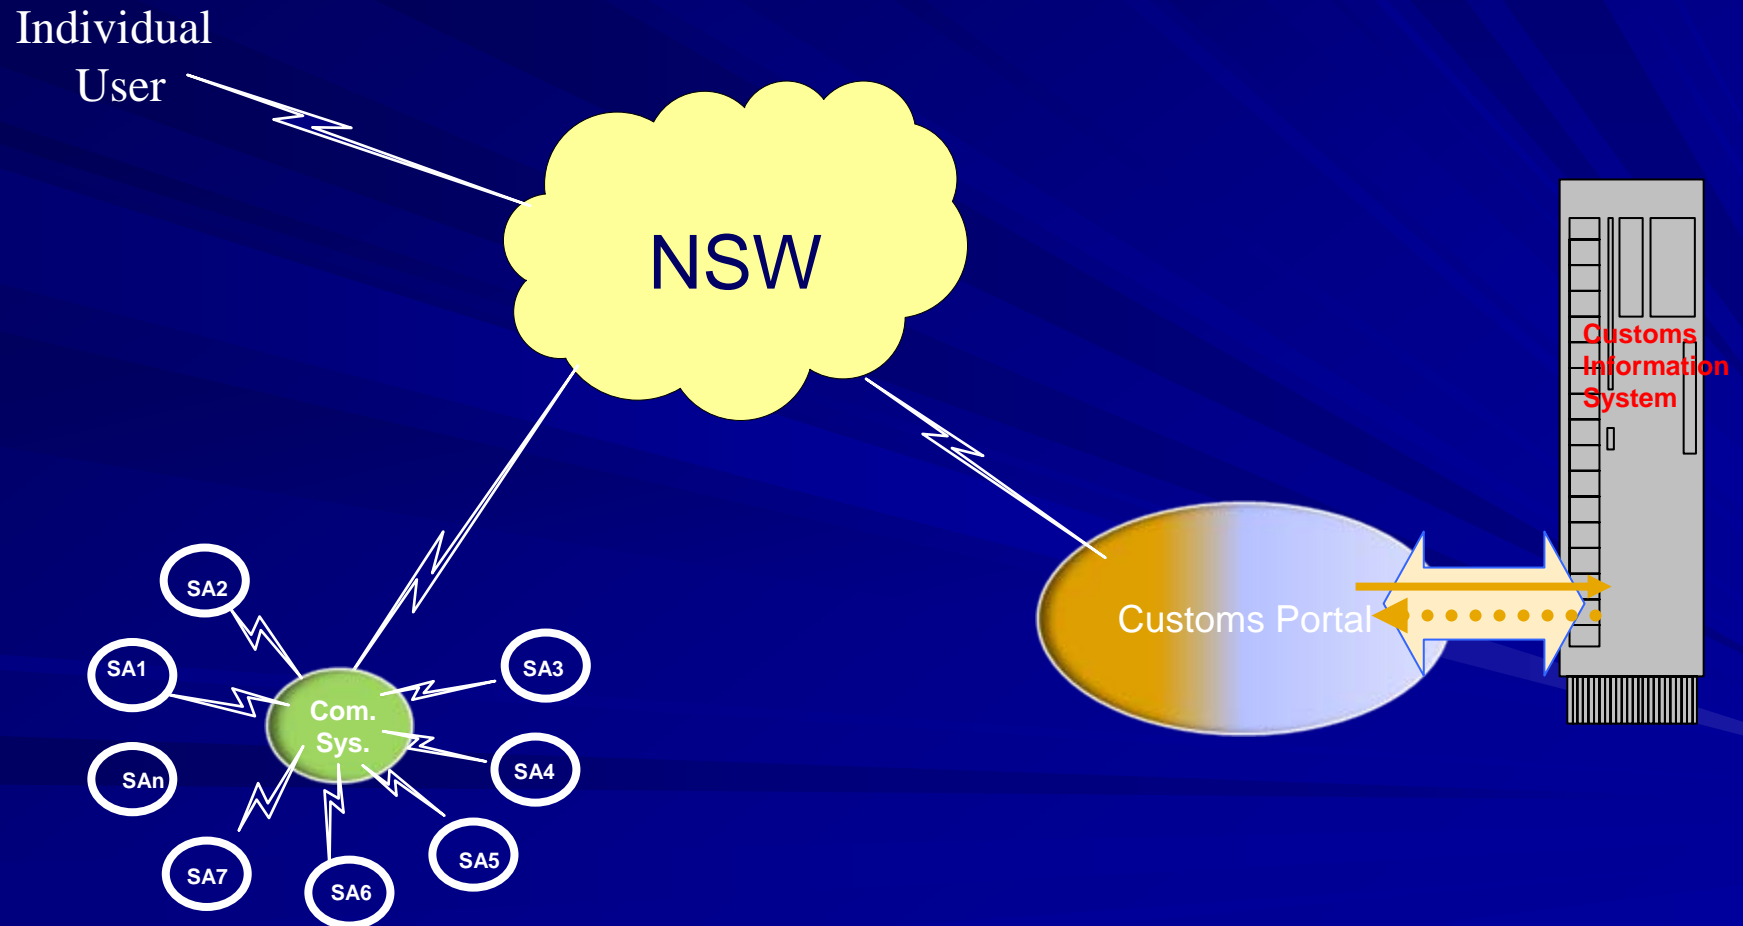 Individual
User
NSW
Customs
Information
System
Customs Portal
SA2
SA1
SA3
Com.
Sys.
SA4
SAn
SA5
SA7
SA6